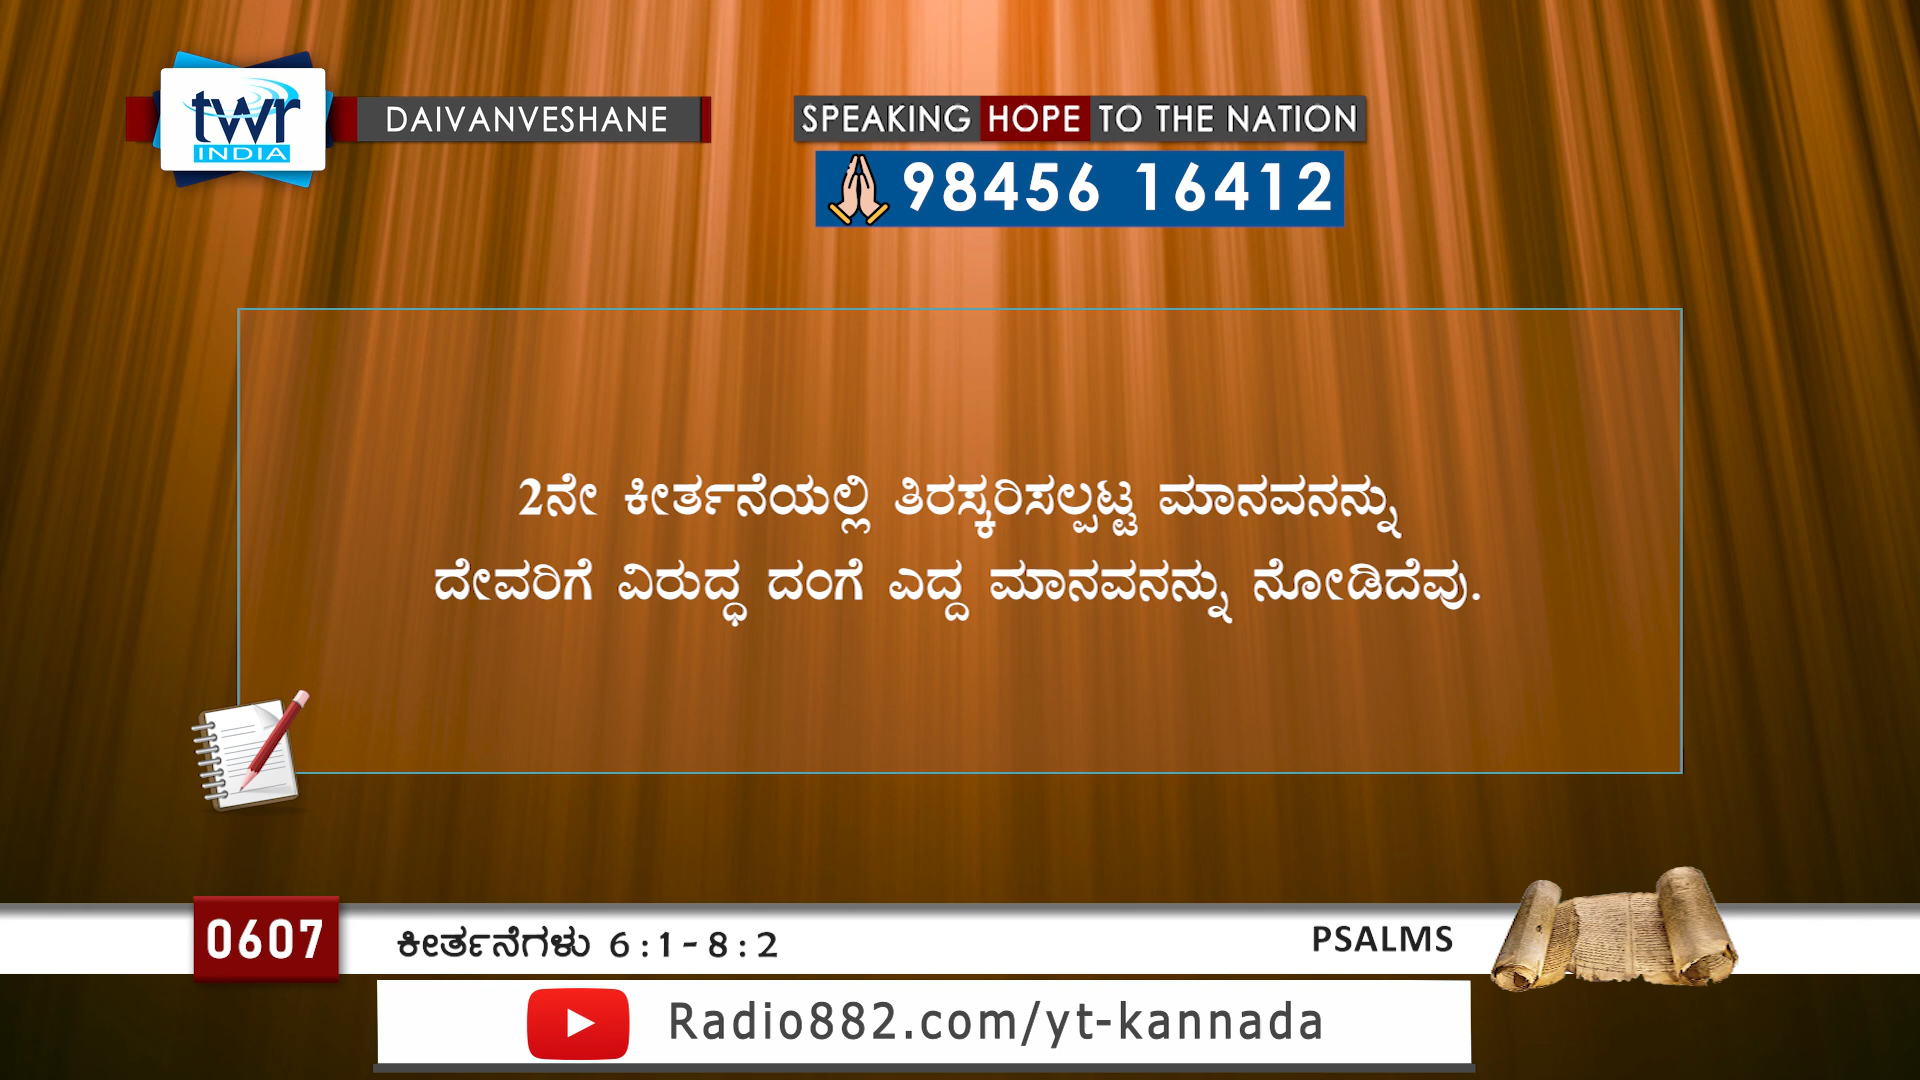 twr
INDIA
DAIVANVESHANE
SPEAKING HOPE TO THE NATION
98456 16412
2ನೇ ಕೀರ್ತನೆಯಲ್ಲಿ ತಿರಸ್ಕರಿಸಲ್ಪಟ್ಟ ಮಾನವನನ್ನು
ದೇವರಿಗೆ ವಿರುದ್ಧ ದಂಗೆ ಎದ್ದ ಮಾನವನನ್ನು ನೋಡಿದೆವು.
0607
ಕೀರ್ತನೆಗಳು 6:1-8:2
PSALMS
Radio882.com/yt-kannada